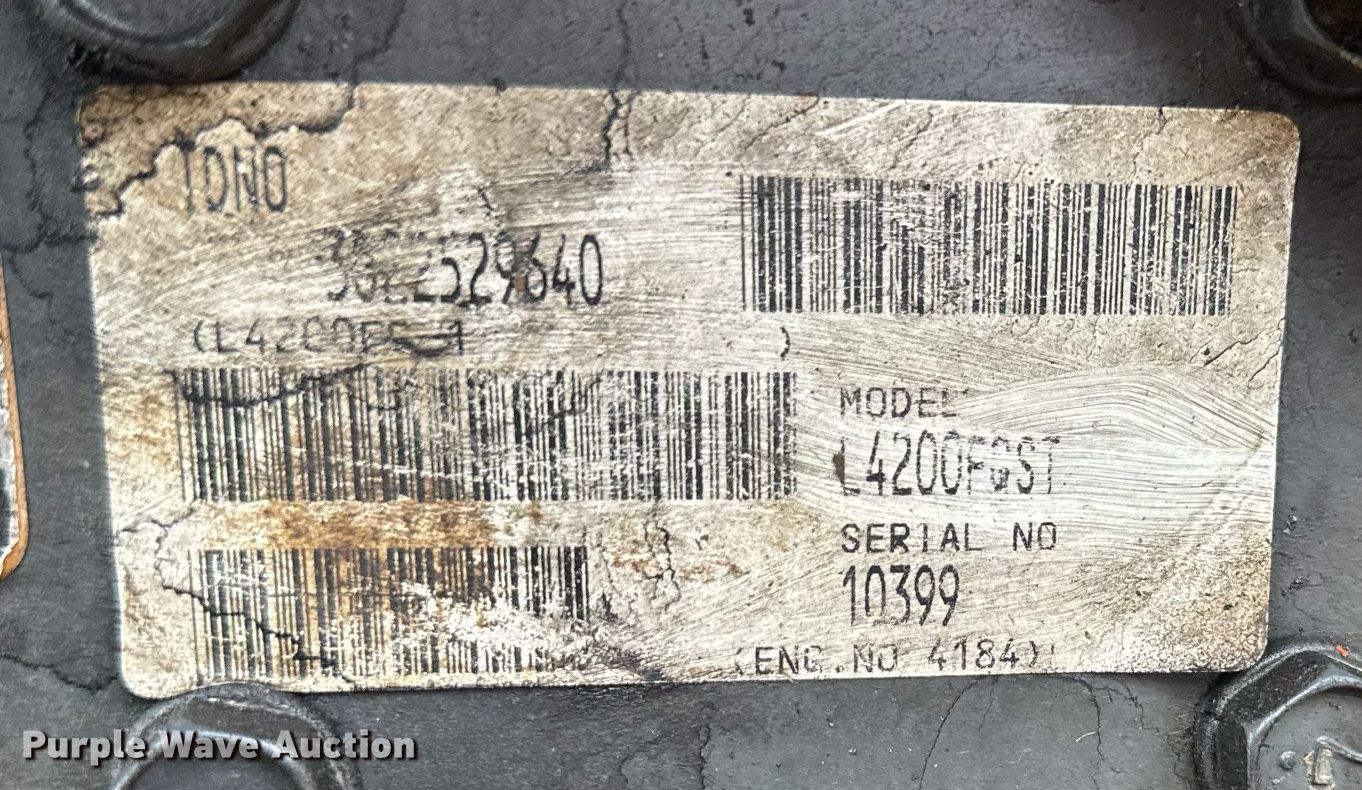 IDNO
(L4200F
)
MODEL
L4200FGST
SERIAL NO
10399
(ENG.NO 4184)
Purple Wave Auction